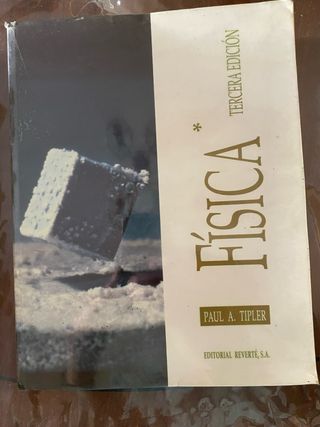 FÍSICA *
TERCERA EDICIÓN
PAUL A. TIPLER
EDITORIAL REVERTÉ, S.A.